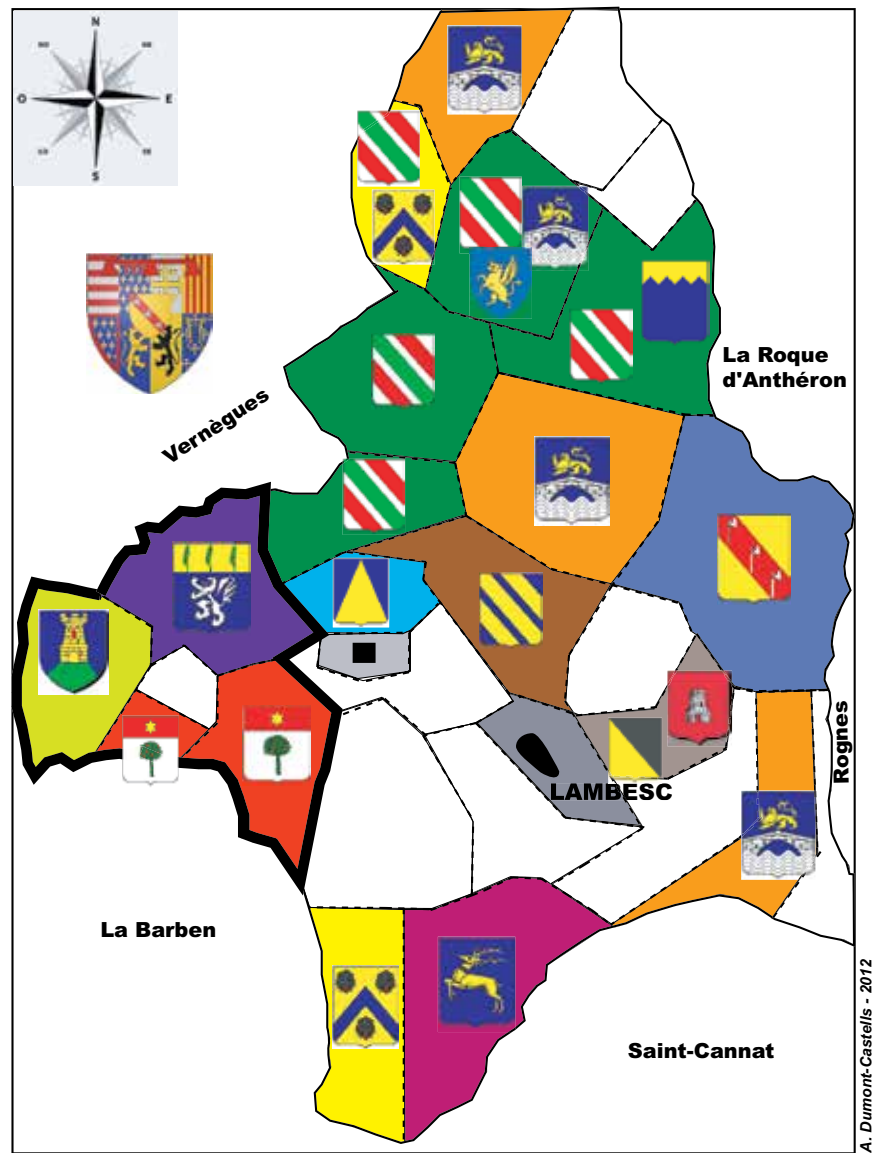 N
O
E
S
La Roque
d'Anthéron
Vernègues
Rognes
LAMBESC
La Barben
Saint-Cannat
A. Dumont-Castells - 2012